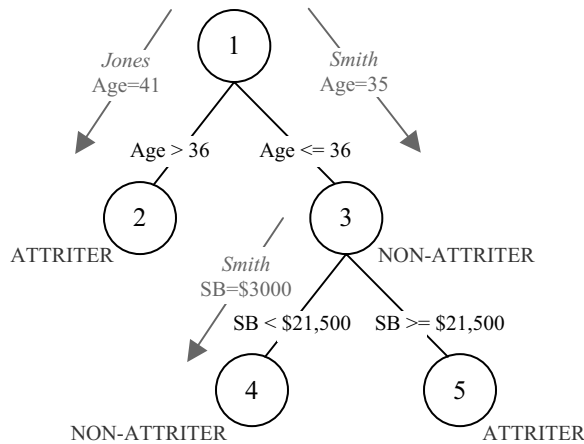 1
Jones
Age=41
Smith
Age=35
Age > 36
Age <= 36
2
3
ATTRITER
NON-ATTRITER
Smith
SB=$3000
SB < $21,500
SB >= $21,500
4
5
NON-ATTRITER
ATTRITER